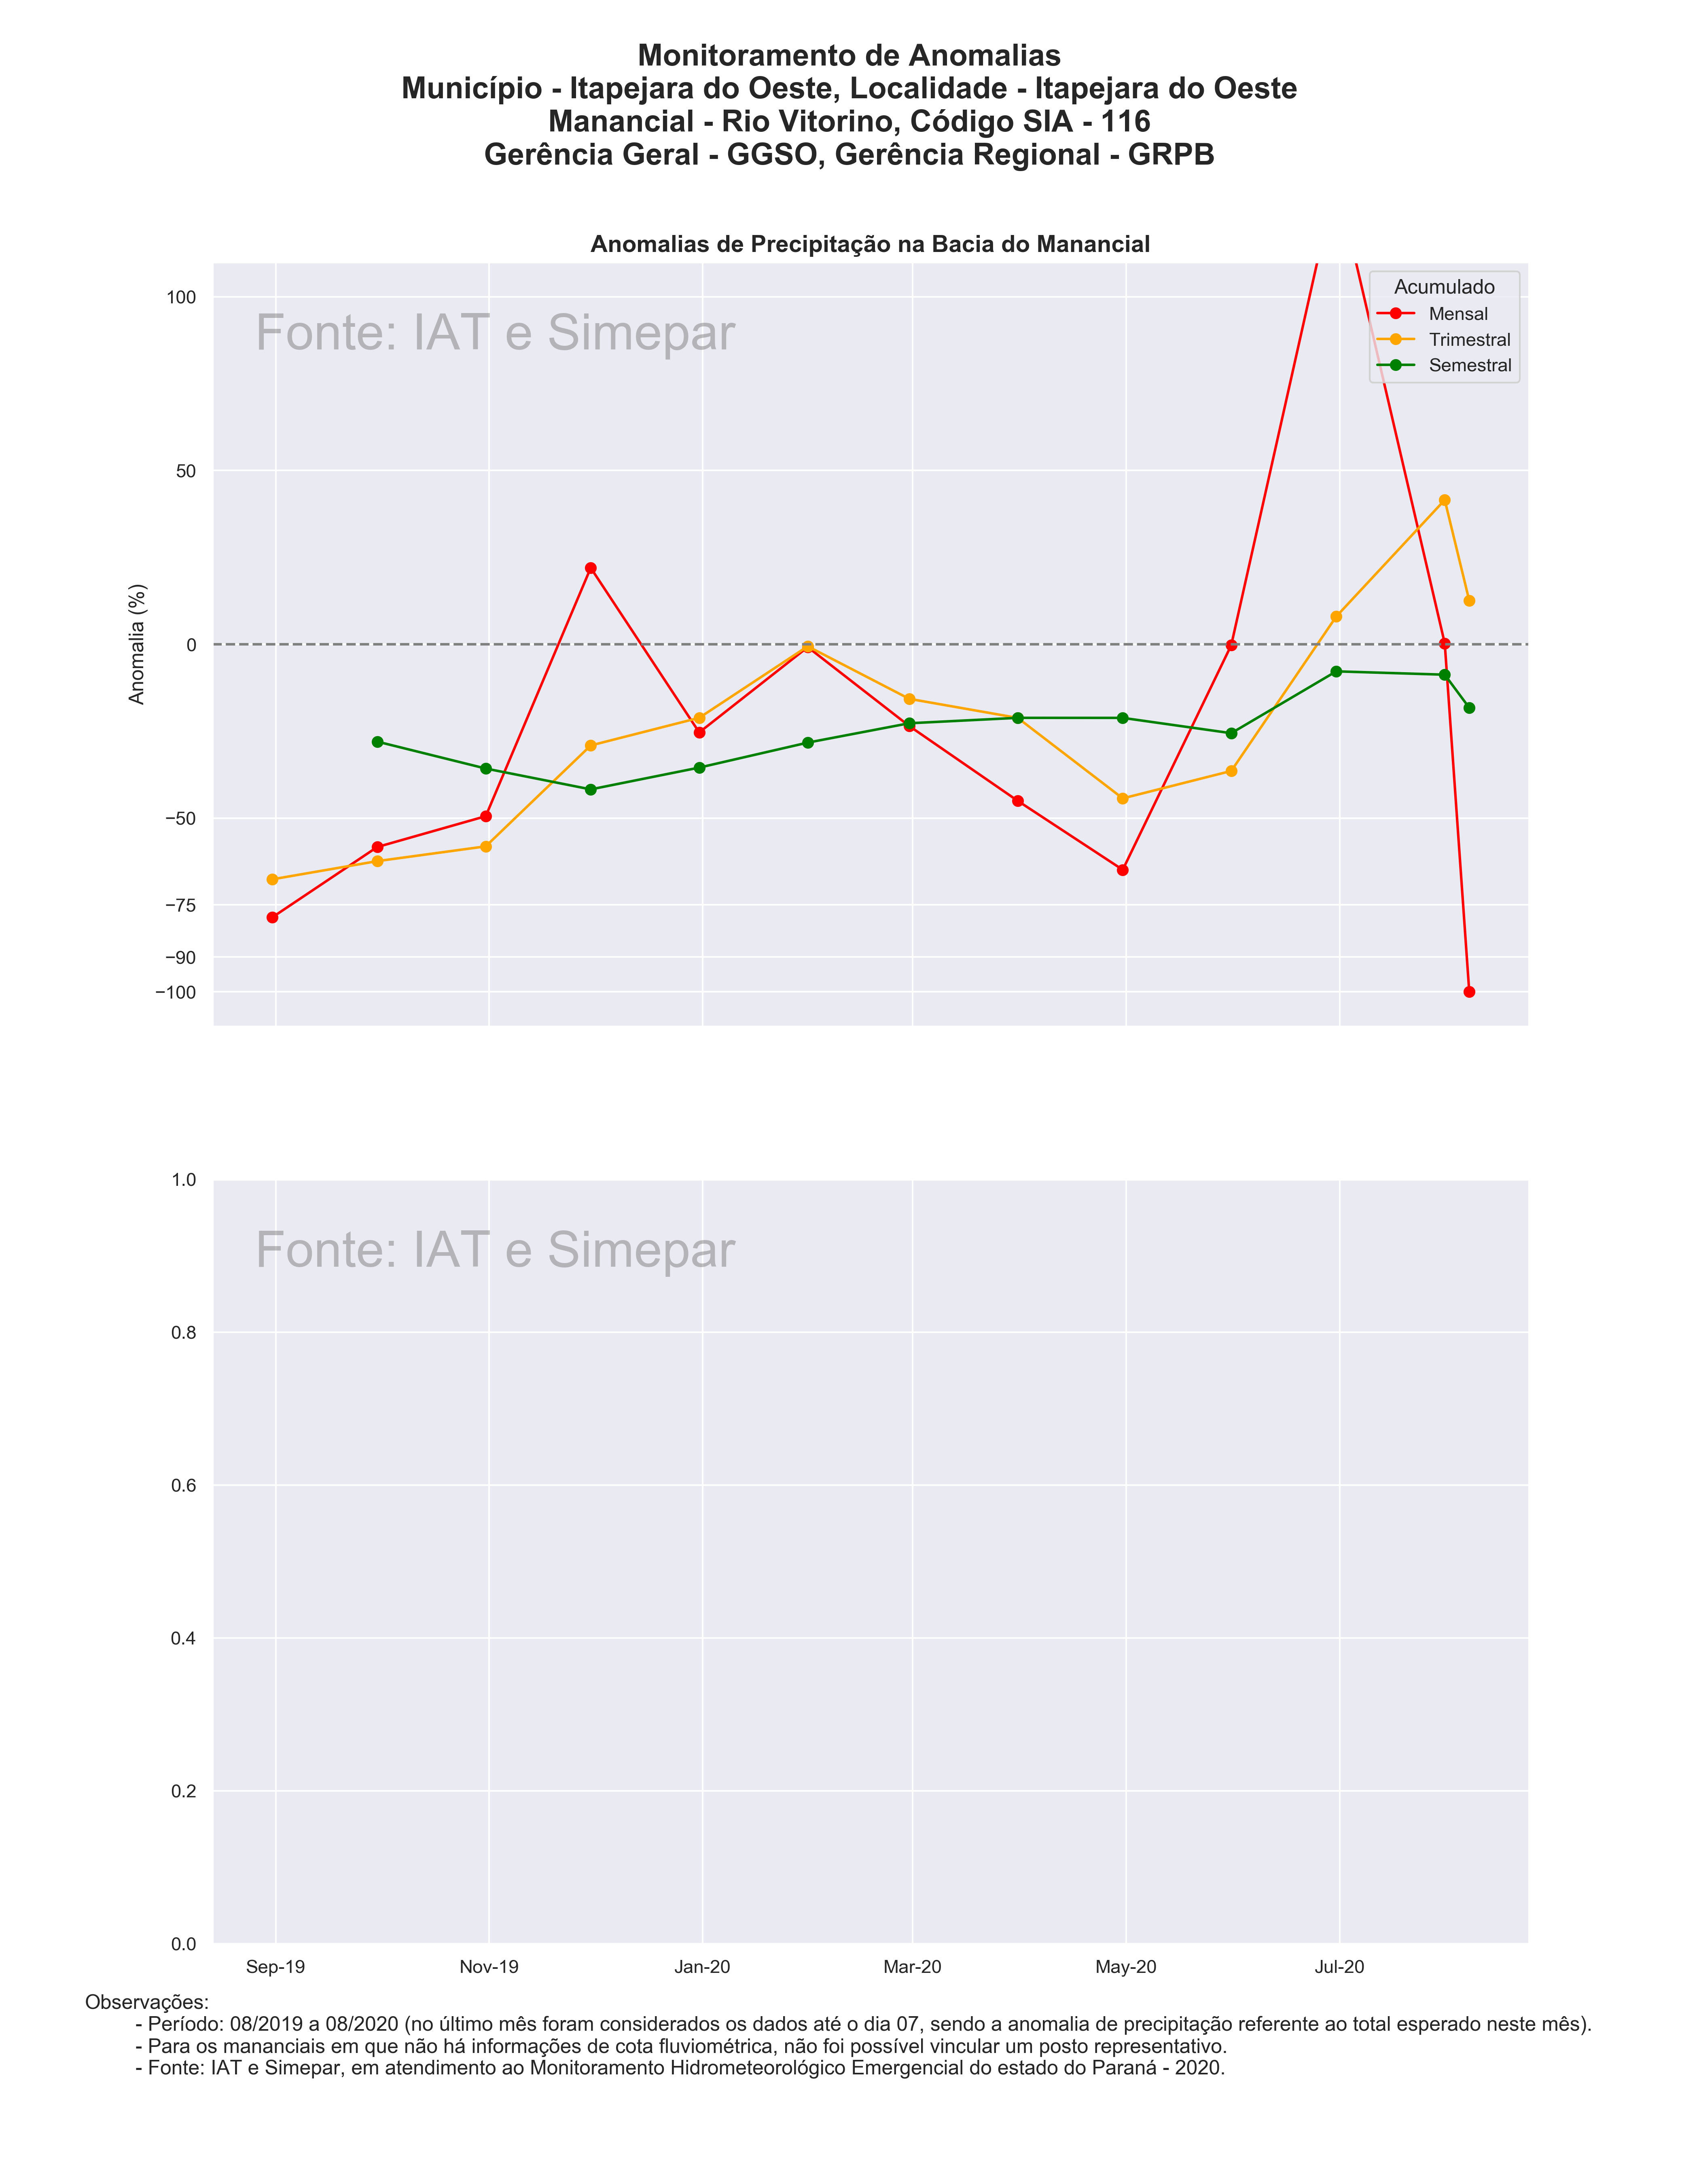 Monitoramento de Anomalias
Município - Itapejara do Oeste, Localidade - Itapejara do Oeste
Manancial - Rio Vitorino, Código SIA - 116
Gerência Geral - GGSO, Gerência Regional - GRPB
Anomalias de Precipitação na Bacia do Manancial
Fonte: IAT e Simepar
Acumulado
Mensal
Trimestral
Semestral
Anomalia (%)
100
50
0
−50
−75
−90
−100
Fonte: IAT e Simepar
1.0
0.8
0.6
0.4
0.2
0.0
Sep-19 Nov-19 Jan-20 Mar-20 May-20 Jul-20
Observações:
- Período: 08/2019 a 08/2020 (no último mês foram considerados os dados até o dia 07, sendo a anomalia de precipitação referente ao total esperado neste mês).
- Para os mananciais em que não há informações de cota fluviométrica, não foi possível vincular um posto representativo.
- Fonte: IAT e Simepar, em atendimento ao Monitoramento Hidrometeorológico Emergencial do estado do Paraná - 2020.